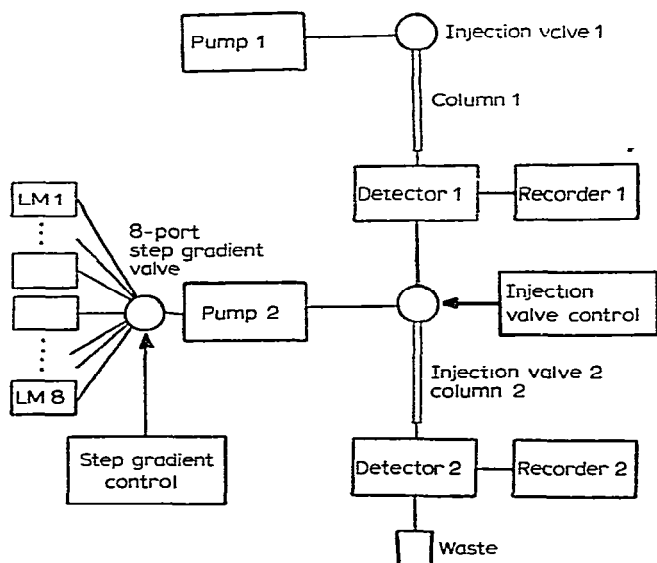 Pump 1
Injection valve 1
Column 1
Detector 1
Recorder 1
LM 1
8-port
step gradient
valve
Pump 2
Injection
valve control
LM 8
Injection valve 2
column 2
Step gradient
control
Detector 2
Recorder 2
Waste